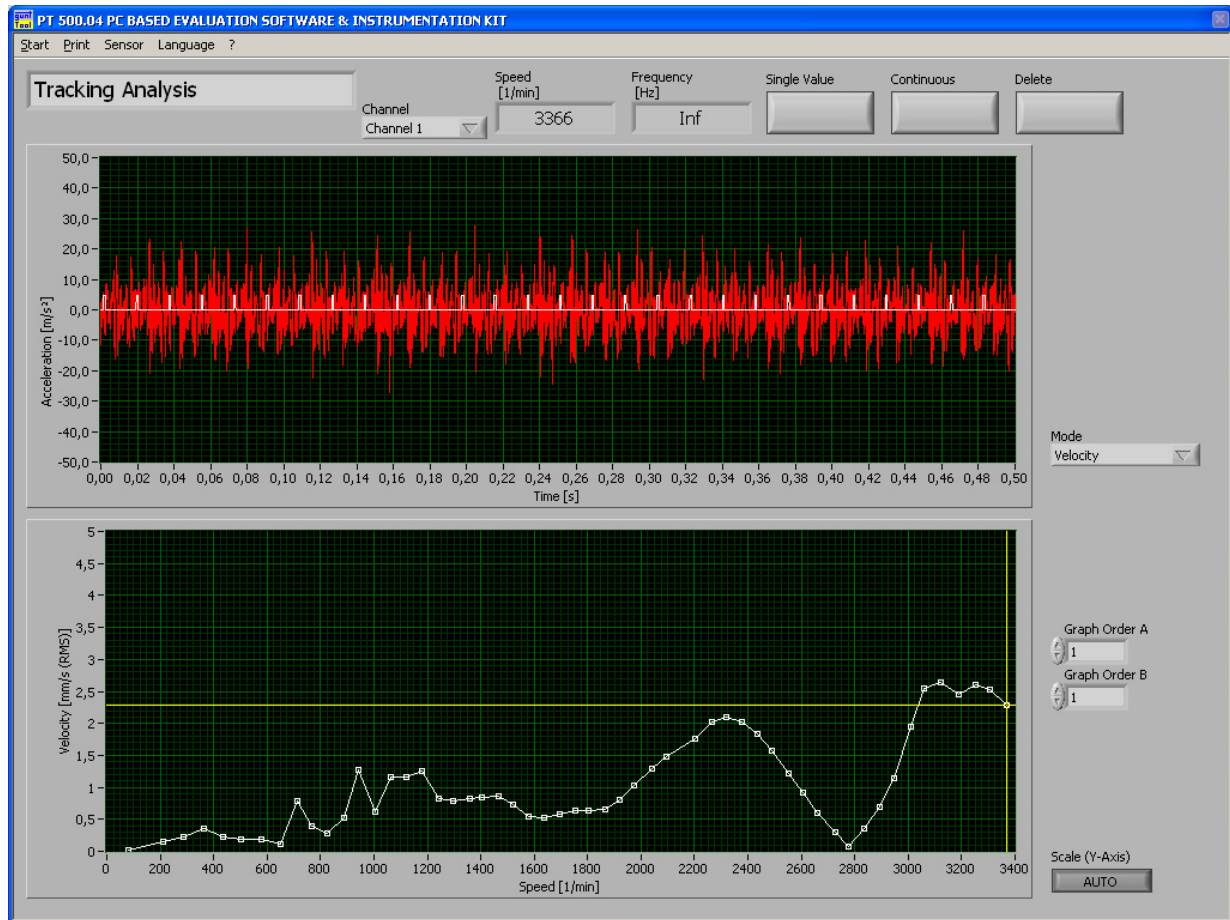 gunt
Tool
PT 500.04 PC BASED EVALUATION SOFTWARE & INSTRUMENTATION KIT
Start Print Sensor Language ?
Tracking Analysis
Channel
Channel 1
Speed
[1/min]
3366
Frequency
[Hz]
Inf
Single Value
Continuous
Delete
50,0
40,0
30,0
20,0
10,0
0,0
-10,0
-20,0
-30,0
-40,0
-50,0
Acceleration [m/s²]
0,00 0,02 0,04 0,06 0,08 0,10 0,12 0,14 0,16 0,18 0,20 0,22 0,24 0,26 0,28 0,30 0,32 0,34 0,36 0,38 0,40 0,42 0,44 0,46 0,48 0,50
Time [s]
Mode
Velocity
5
4,5
4
3,5
3
2,5
2
1,5
1
0,5
0
Velocity [mm/s (RMS)]
0 200 400 600 800 1000 1200 1400 1600 1800 2000 2200 2400 2600 2800 3000 3200 3400
Speed [1/min]
Graph Order A
1
Graph Order B
1
Scale (Y-Axis)
AUTO